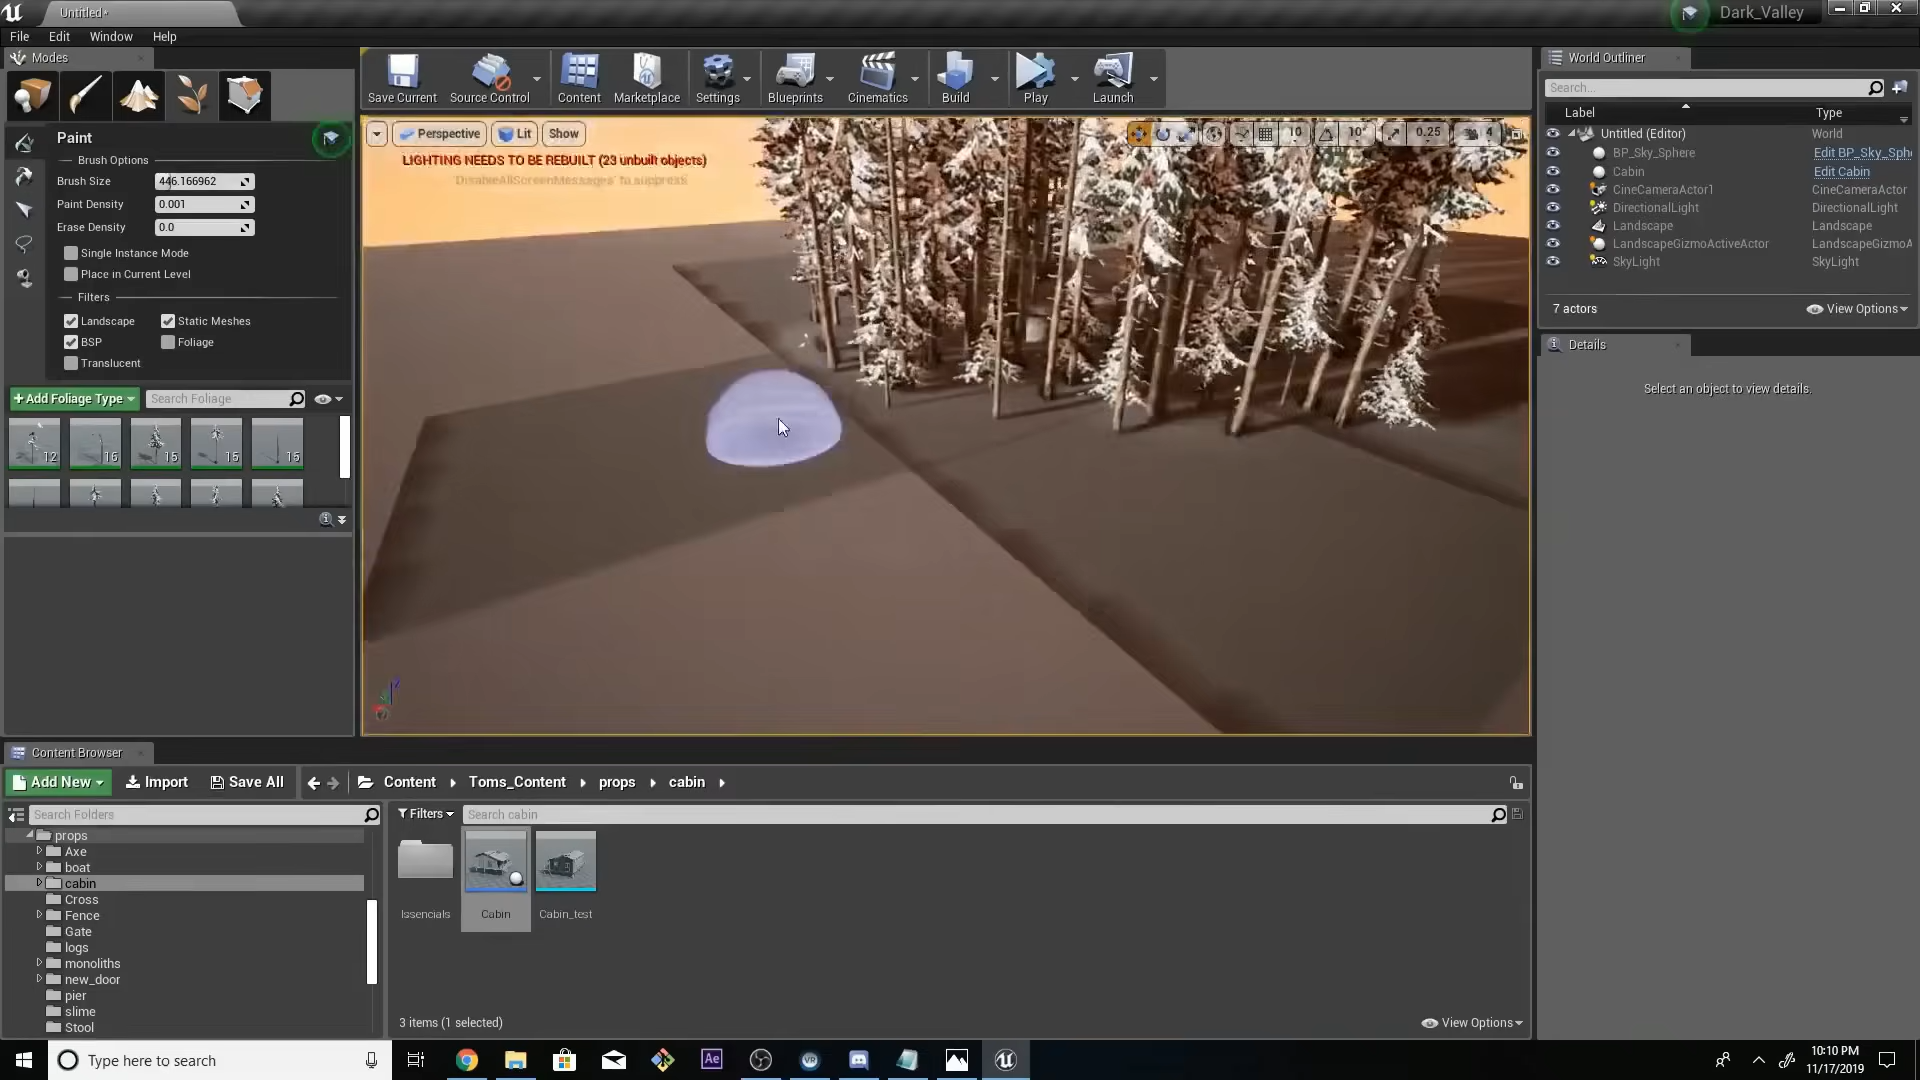 Untitled*
Dark_Valley
File Edit Window Help
Modes
Save Current Source Control Content Marketplace Settings Blueprints Cinematics Build Play Launch
Paint
Brush Options
Brush Size 446.166962
Paint Density 0.001
Erase Density 0.0
Single Instance Mode
Place in Current Level
Filters
Landscape Static Meshes
BSP Foliage
Translucent
+Add Foliage Type Search Foliage
12 16 15 15 15
Perspective Lit Show
10 10° 0.25 4
LIGHTING NEEDS TO BE REBUILT (23 unbuilt objects)
'DisableAllScreenMessages' to suppress
World Outliner
Search...
Label Type
Untitled (Editor) World
BP_Sky_Sphere Edit BP_Sky_Sph
Cabin Edit Cabin
CineCameraActor1 CineCameraActor
DirectionalLight DirectionalLight
Landscape Landscape
LandscapeGizmoActiveActor LandscapeGizmoA
SkyLight SkyLight
7 actors View Options
Details
Select an object to view details.
Content Browser
Add New Import Save All Content Toms_Content props cabin
Search Folders
Filters Search cabin
props
Axe
boat
cabin
Cross
Fence
Gate
logs
monoliths
new_door
pier
slime
Stool
Issencials Cabin Cabin_test
3 items (1 selected) View Options
Type here to search
Ae
VR
10:10 PM
11/17/2019